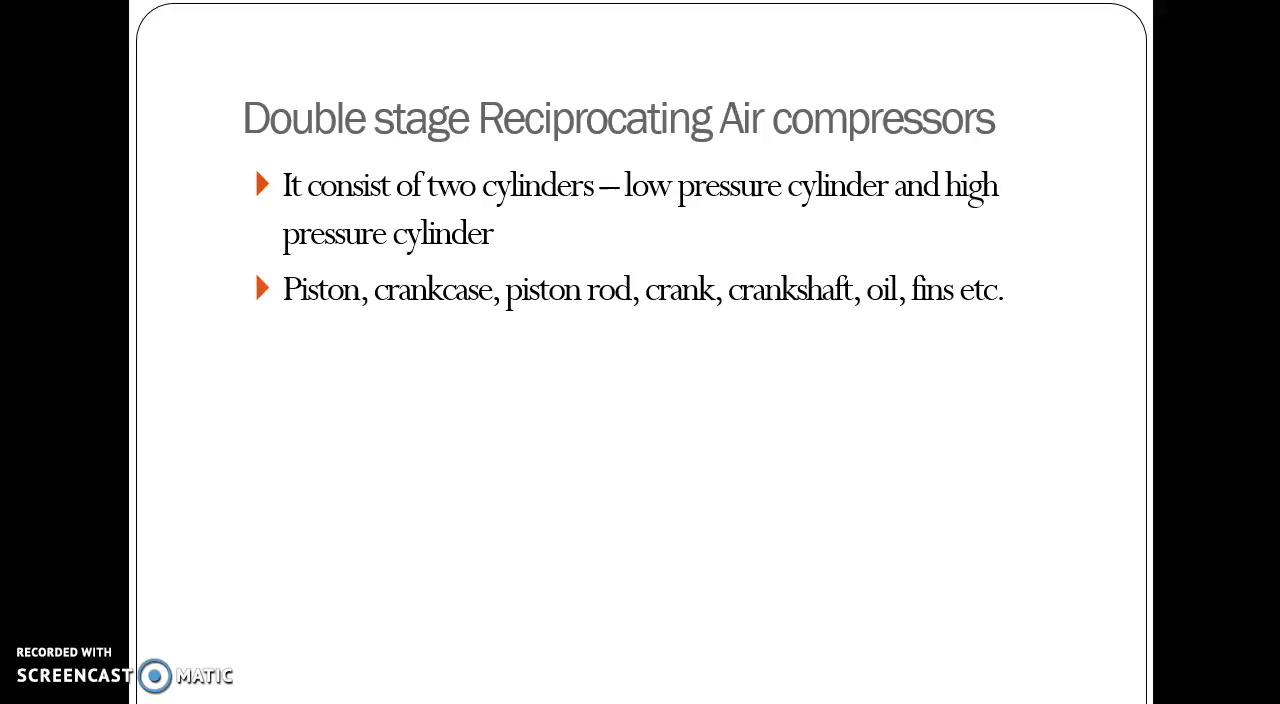 Double stage Reciprocating Air compressors
It consist of two cylinders – low pressure cylinder and high
pressure cylinder
Piston, crankcase, piston rod, crank, crankshaft, oil, fins etc.
RECORDED WITH
SCREENCAST MATIC